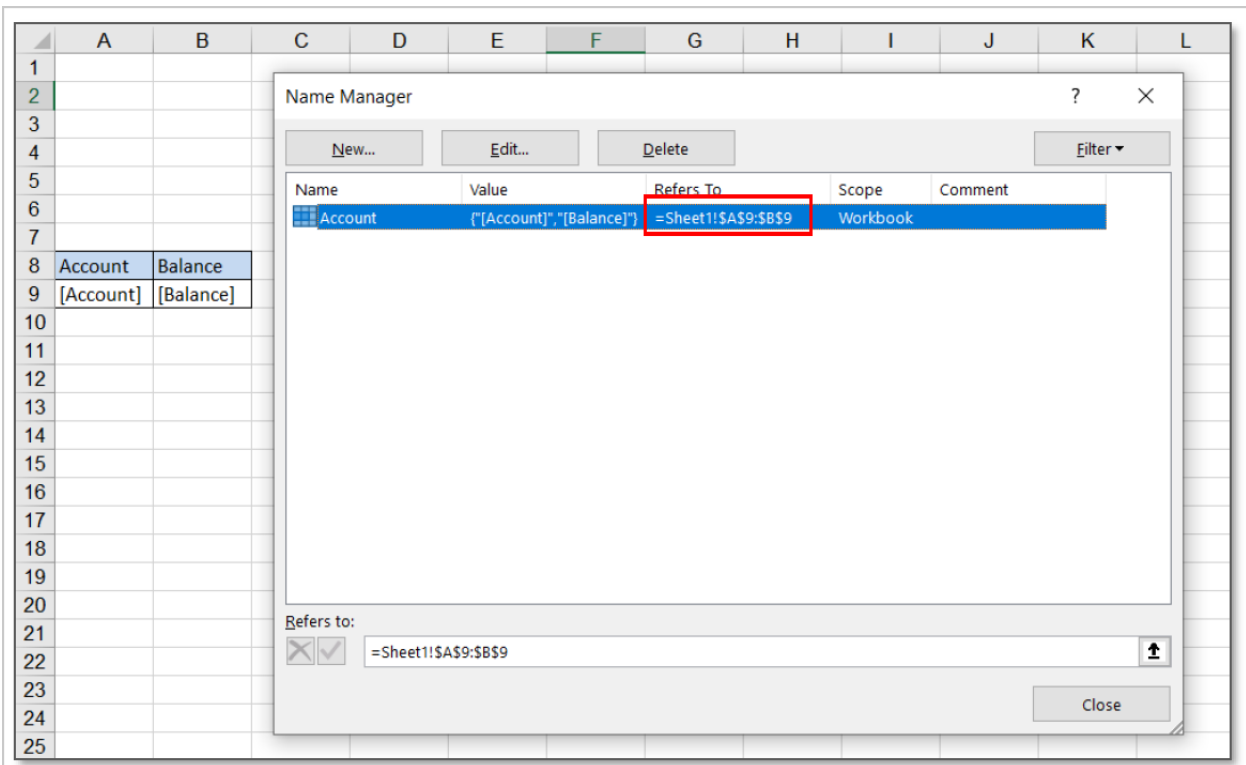 A B C D E F G H I J K L
1
2
3
4
5
6
7
8 Account Balance
9 [Account] [Balance]
10
11
12
13
14
15
16
17
18
19
20
21
22
23
24
25
Name Manager ?
New... Edit... Delete Filter
Name Value Refers To Scope Comment
Account {"[Account]","[Balance]"} =Sheet1!$A$9:$B$9 Workbook
Refers to:
=Sheet1!$A$9:$B$9
Close